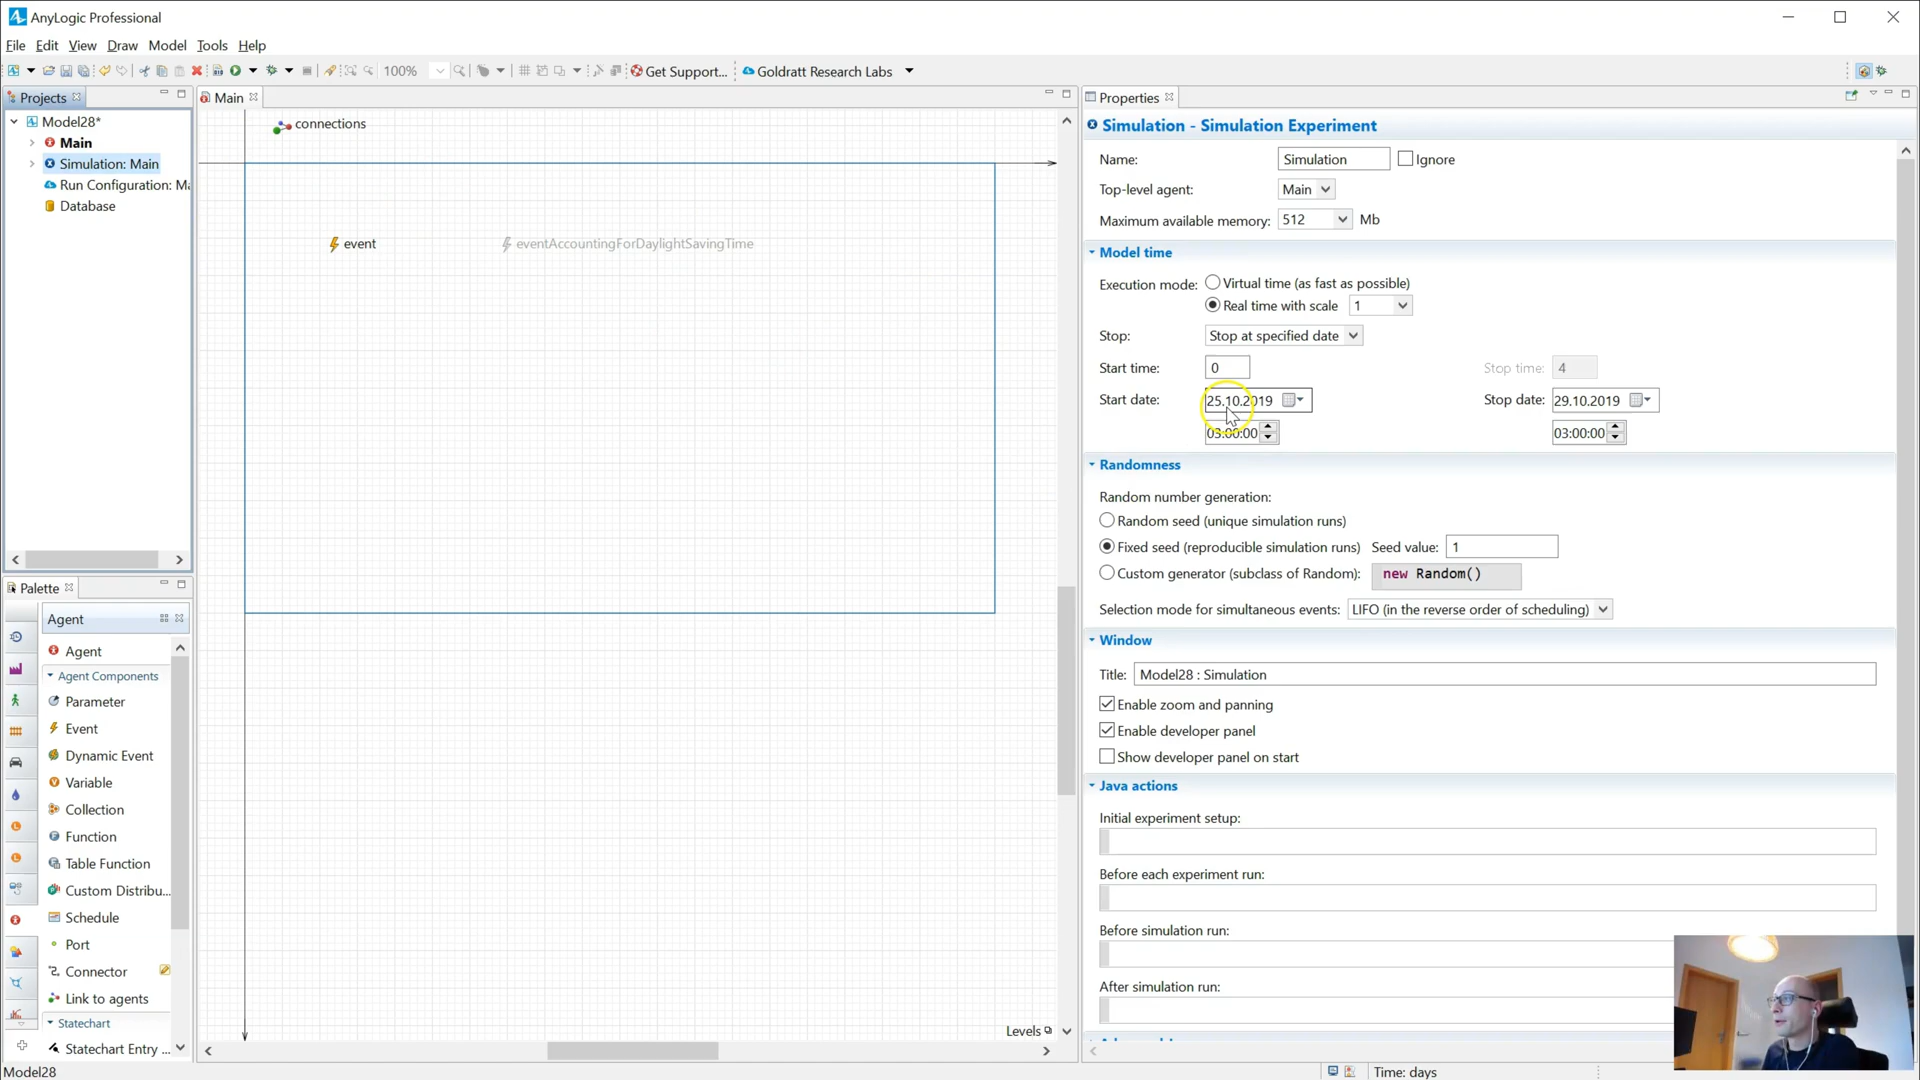 AnyLogic Professional
File Edit View Draw Model Tools Help
100% Get Support... Goldratt Research Labs
Projects
Model28*
Main
Simulation: Main
Run Configuration: Ma
Database
Palette
Agent
Agent
Agent Components
Parameter
Event
Dynamic Event
Variable
Collection
Function
Table Function
Custom Distribu...
Schedule
Port
Connector
Link to agents
Statechart
Statechart Entry ...
Main
connections
event
eventAccountingForDaylightSavingTime
Levels
Properties
Simulation - Simulation Experiment
Name: Simulation Ignore
Top-level agent: Main
Maximum available memory: 512 Mb
Model time
Execution mode: Virtual time (as fast as possible)
Real time with scale 1
Stop: Stop at specified date
Start time: 0 Stop time: 4
Start date: 25.10.2019 Stop date: 29.10.2019
03:00:00 03:00:00
Randomness
Random number generation:
Random seed (unique simulation runs)
Fixed seed (reproducible simulation runs) Seed value: 1
Custom generator (subclass of Random): new Random()
Selection mode for simultaneous events: LIFO (in the reverse order of scheduling)
Window
Title: Model28 : Simulation
Enable zoom and panning
Enable developer panel
Show developer panel on start
Java actions
Initial experiment setup:
Before each experiment run:
Before simulation run:
After simulation run:
Model28
Time: days